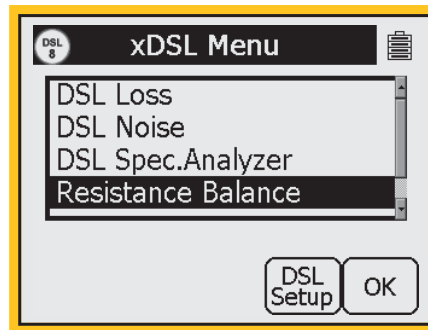 DSL
8
xDSL Menu
DSL Loss
DSL Noise
DSL Spec.Analyzer
Resistance Balance
DSL
Setup
OK